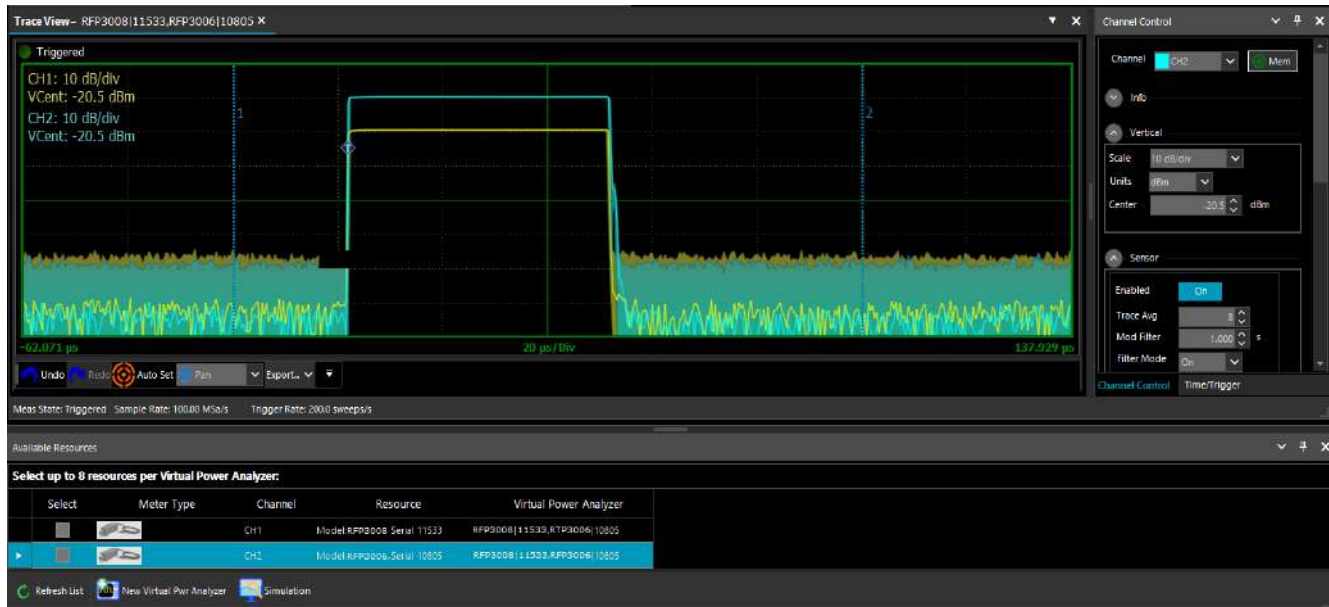 Trace View– RFP3008|11533,RFP3006|10805 ×
Triggered
CH1: 10 dB/div
VCent: -20.5 dBm
CH2: 10 dB/div
VCent: -20.5 dBm
1
2
-62.071 µs
20 µs/Div
137.929 µs
Undo Redo Auto Set Pan Export...
Meas State: Triggered Sample Rate: 100.00 MSa/s Trigger Rate: 200.0 sweeps/s
Channel Control
Channel CH2 Mem
Info
Vertical
Scale 10 dB/div
Units dBm
Center -20.5 dBm
Sensor
Enabled On
Trace Avg 8
Mod Filter 1.000 s
Filter Mode On
Channel Control Time/Trigger
Available Resources
Select up to 8 resources per Virtual Power Analyzer:
Select Meter Type Channel Resource Virtual Power Analyzer
CH1 Model:RFP3008-Serial 11533 RFP3008|11533,RTP3006|10805
CH2 Model:RFP3006-Serial 10805 RFP3008|11533,RFP3006|10805
Refresh List New Virtual Pwr Analyzer Simulation